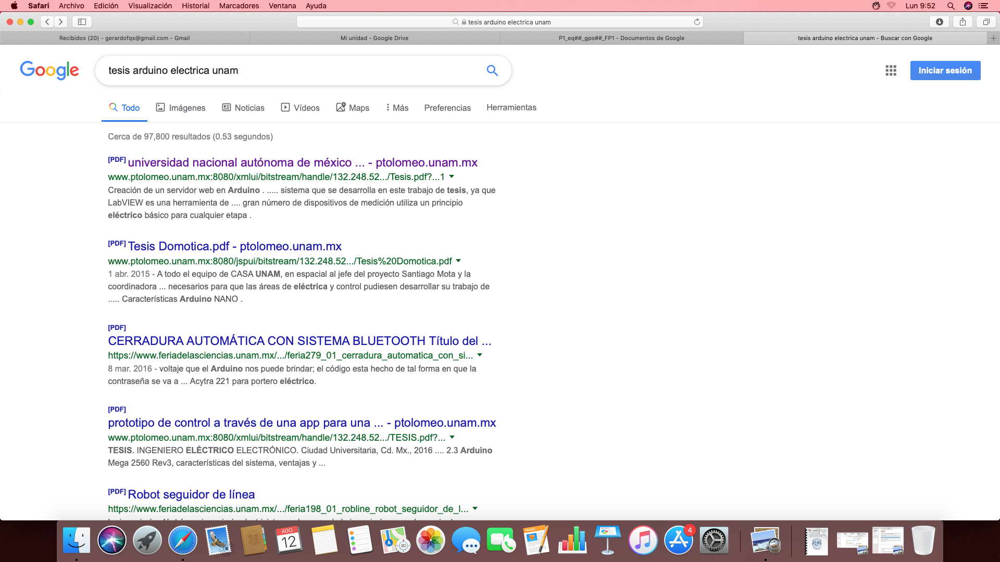 Safari Archivo Edición Visualización Historial Marcadores Ventana Ayuda Lun 9:52
tesis arduino electrica unam
Recibidos (20) - gerardofqs@gmail.com - Gmail
Mi unidad - Google Drive
P1_eq##_gpo##_FP1 - Documentos de Google
tesis arduino electrica unam - Buscar con Google
Google
tesis arduino electrica unam
Iniciar sesión
Todo Imágenes Noticias Vídeos Maps Más Preferencias Herramientas
Cerca de 97,800 resultados (0.53 segundos)
[PDF] universidad nacional autónoma de méxico ... - ptolomeo.unam.mx
www.ptolomeo.unam.mx:8080/xmlui/bitstream/handle/132.248.52.../Tesis.pdf?...1
Creación de un servidor web en Arduino . ..... sistema que se desarrolla en este trabajo de tesis, ya que
LabVIEW es una herramienta de .... gran número de dispositivos de medición utiliza un principio
eléctrico básico para cualquier etapa .
[PDF] Tesis Domotica.pdf - ptolomeo.unam.mx
www.ptolomeo.unam.mx:8080/jspui/bitstream/132.248.52.../Tesis%20Domotica.pdf
1 abr. 2015 - A todo el equipo de CASA UNAM, en espacial al jefe del proyecto Santiago Mota y la
coordinadora ... necesarios para que las áreas de eléctrica y control pudiesen desarrollar su trabajo de
..... Características Arduino NANO .
[PDF]
CERRADURA AUTOMÁTICA CON SISTEMA BLUETOOTH Título del ...
https://www.feriadelasciencias.unam.mx/.../feria279_01_cerradura_automatica_con_si...
8 mar. 2016 - voltaje que el Arduino nos puede brindar; el código esta hecho de tal forma en que la
contraseña se va a ... Acytra 221 para portero eléctrico.
[PDF]
prototipo de control a través de una app para una ... - ptolomeo.unam.mx
www.ptolomeo.unam.mx:8080/xmlui/bitstream/handle/132.248.52.../TESIS.pdf?...
TESIS. INGENIERO ELÉCTRICO ELECTRÓNICO. Ciudad Universitaria, Cd. Mx., 2016 .... 2.3 Arduino
Mega 2560 Rev3, características del sistema, ventajas y ...
[PDF] Robot seguidor de línea
https://www.feriadelasciencias.unam.mx/.../feria198_01_robline_robot_seguidor_de_l...
AGO
12
3D
PAGES
4